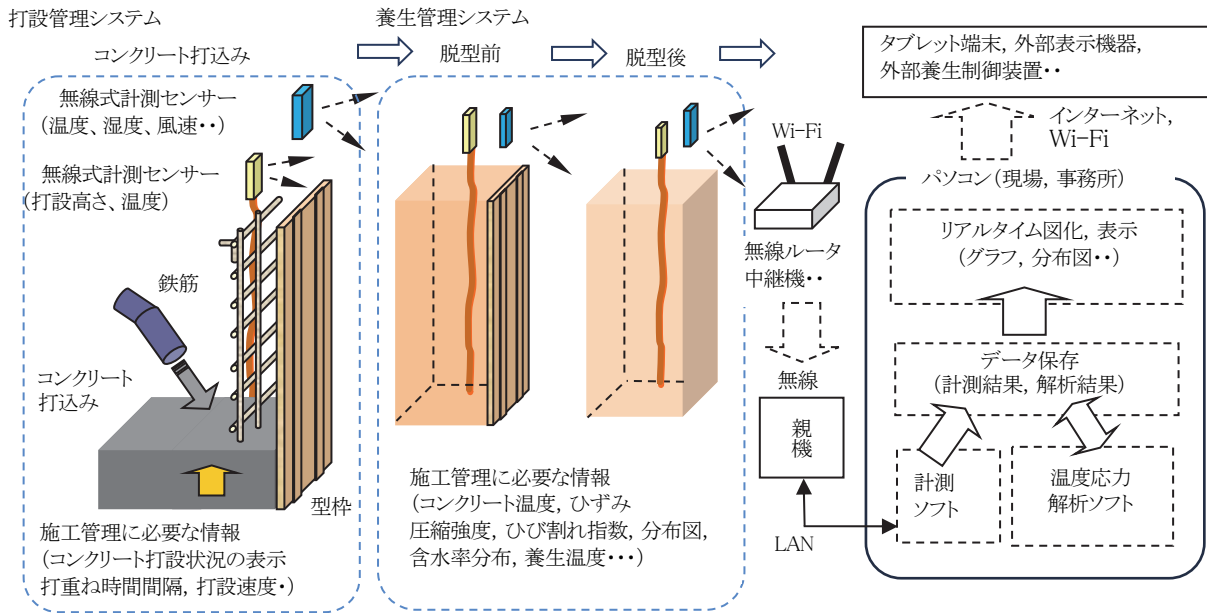 打設管理システム
養生管理システム
コンクリート打込み
脱型前
脱型後
無線式計測センサー
(温度、湿度、風速･･)
無線式計測センサー
(打設高さ、温度)
鉄筋
コンクリート
打込み
型枠
施工管理に必要な情報
(コンクリート打設状況の表示
打重ね時間間隔, 打設速度･)
施工管理に必要な情報
(コンクリート温度, ひずみ
圧縮強度, ひび割れ指数, 分布図,
含水率分布, 養生温度･･･)
Wi-Fi
無線ルータ
中継機･･
無線
親機
LAN
タブレット端末, 外部表示機器,
外部養生制御装置･･
インターネット,
Wi-Fi
パソコン(現場, 事務所)
リアルタイム図化, 表示
(グラフ, 分布図･･)
データ保存
(計測結果, 解析結果)
計測
ソフト
温度応力
解析ソフト